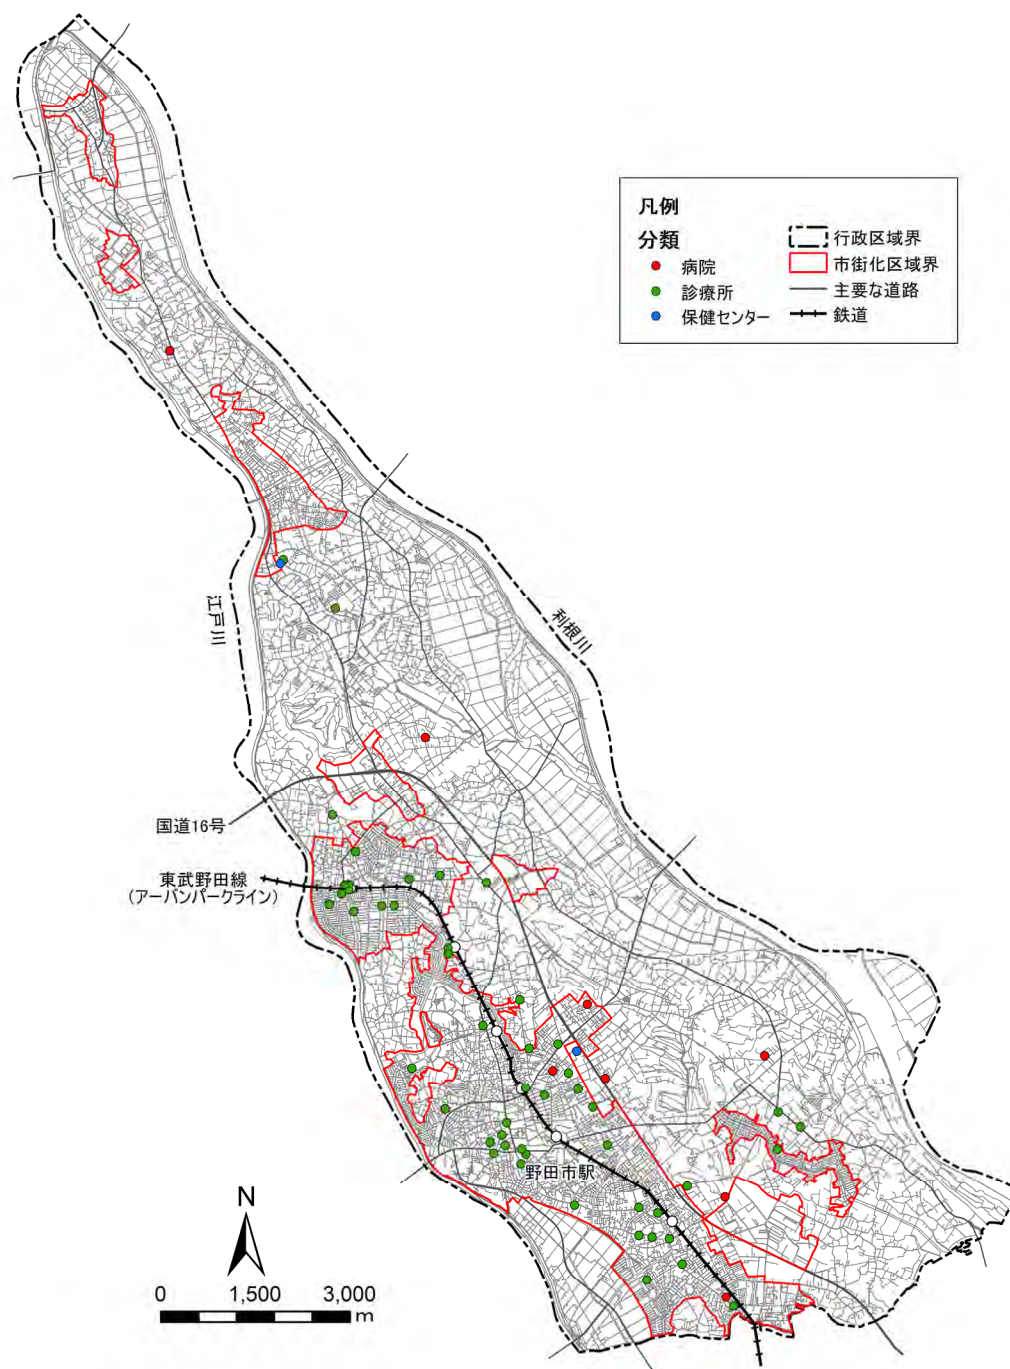 凡例
分類
病院
診療所
保健センター
行政区域界
市街化区域界
主要な道路
鉄道
江戸川
利根川
国道16号
東武野田線
(アーバンパークライン)
野田市駅
N
0 1,500 3,000
m